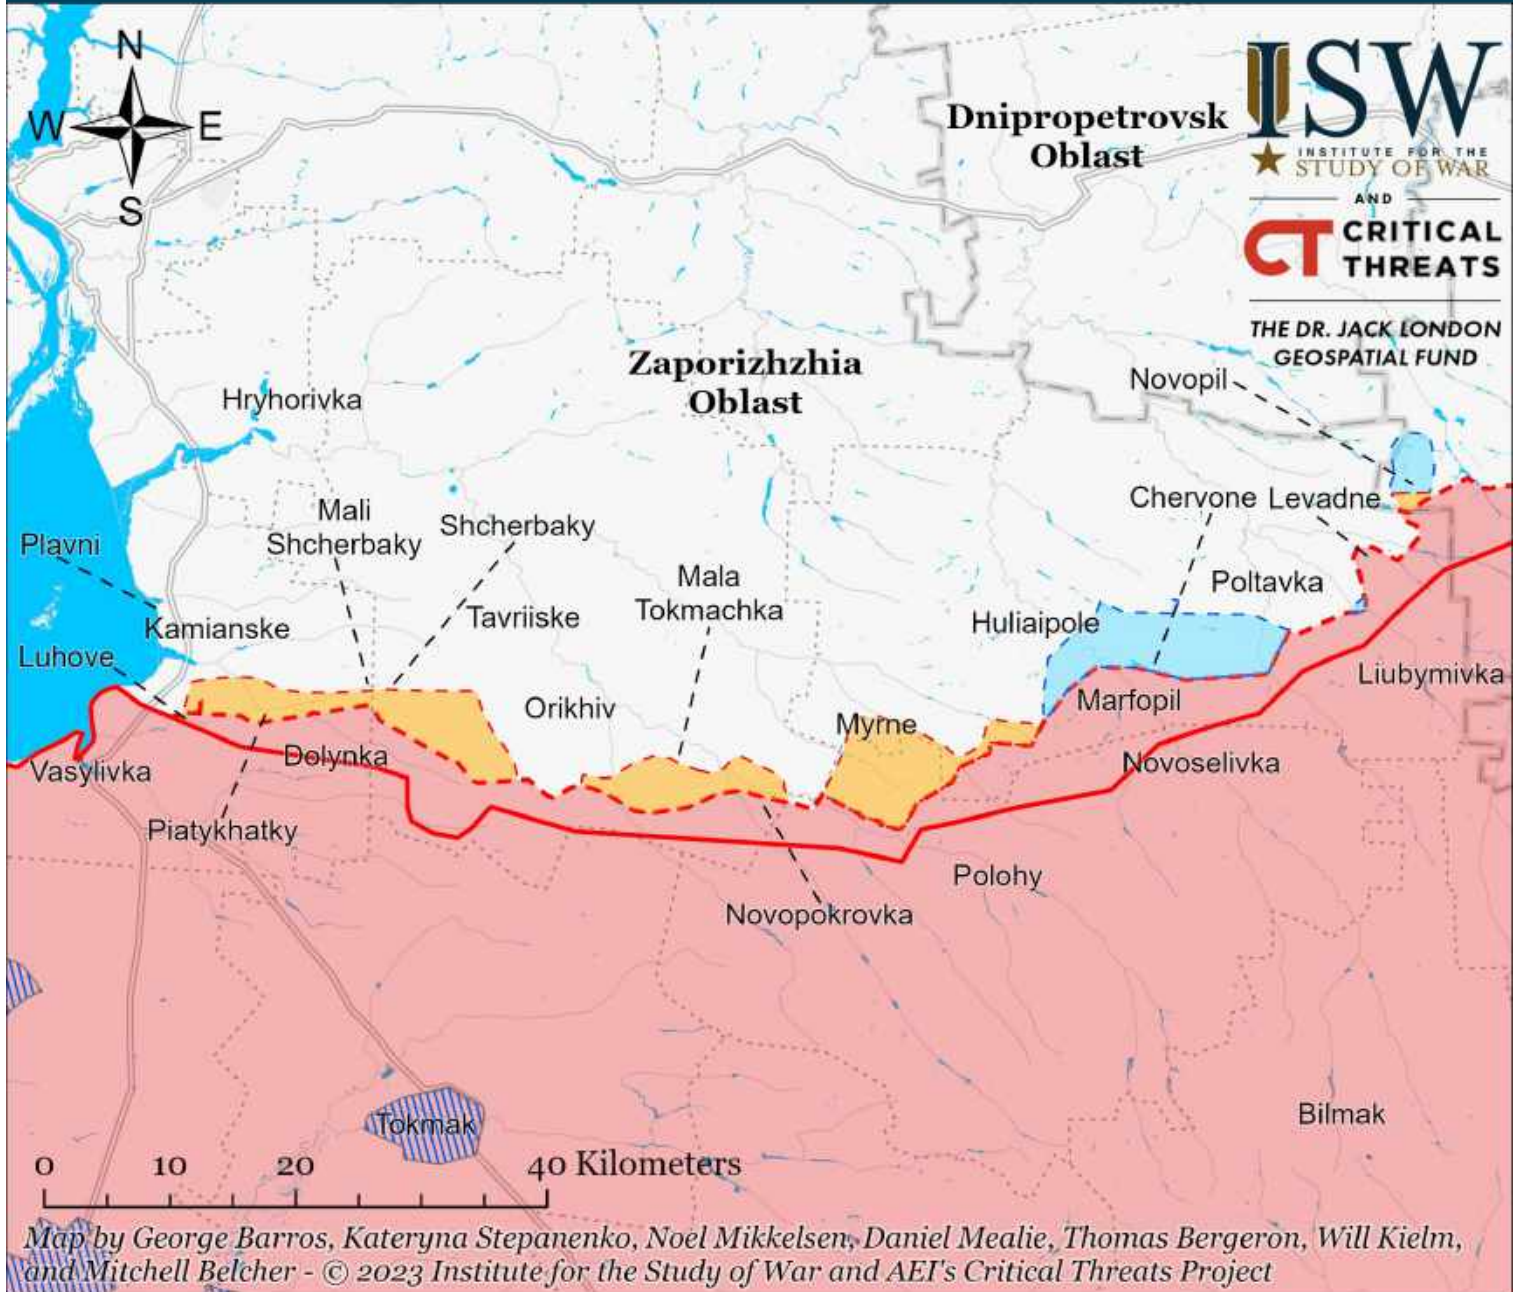 N
W E
S
Dnipropetrovsk
Oblast
ISW
INSTITUTE FOR THE
STUDY OF WAR
AND
CT CRITICAL
THREATS
THE DR. JACK LONDON
GEOSPATIAL FUND
Zaporizhzhia
Oblast
Novopil
Hryhorivka
Chervone Levadne
Mali
Shcherbaky
Shcherbaky
Plavni
Mala
Tokmachka
Poltavka
Tavriiske
Huliaipole
Kamianske
Luhove
Liubymivka
Orikhiv
Marfopil
Myrne
Dolynka
Novoselivka
Vasylivka
Piatykhatky
Polohy
Novopokrovka
Tokmak
Bilmak
0 10 20 40 Kilometers
Map by George Barros, Kateryna Stepanenko, Noel Mikkelsen, Daniel Mealie, Thomas Bergeron, Will Kielm,
and Mitchell Belcher - © 2023 Institute for the Study of War and AEI's Critical Threats Project